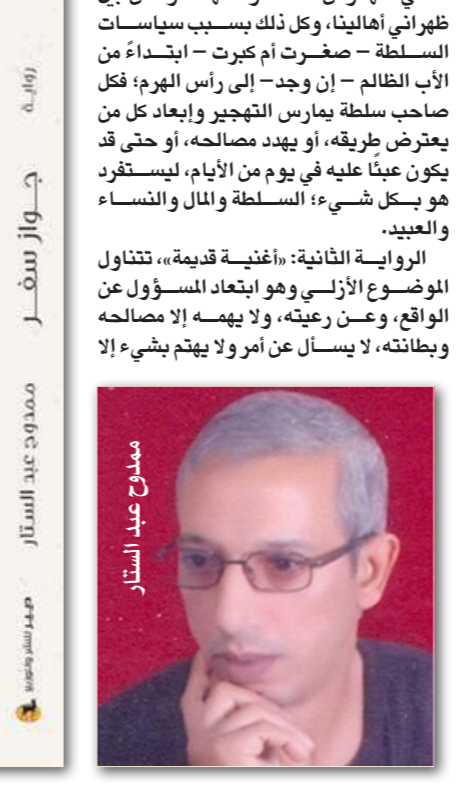 ظهراني أهالينا، وكل ذلك بسبب سياسات
السلطة – صغرت أم كبرت – ابتداءً من
الأب الظالم – إن وجد– إلى رأس الهرم؛ فكل
صاحب سلطة يمارس التهجير وإبعاد كل من
يعترض طريقه، أو يهدد مصالحه، أو حتى قد
يكون عبئًا عليه في يوم من الأيام، ليستفرد
هو بكل شيء؛ السلطة والمال والنساء
والعبيد.
الرواية الثانية: «أغنية قديمة»، تتناول
الموضوع الأزلي وهو ابتعاد المسؤول عن
الواقع، وعن رعيته، ولا يهمه إلا مصالحه
وبطانته، لا يسأل عن أمر ولا يهتم بشيء إلا
ممدوح عبد الستار
رواية
جواز سفر
ممدوح عبد الستار
للنشر والتوزيع